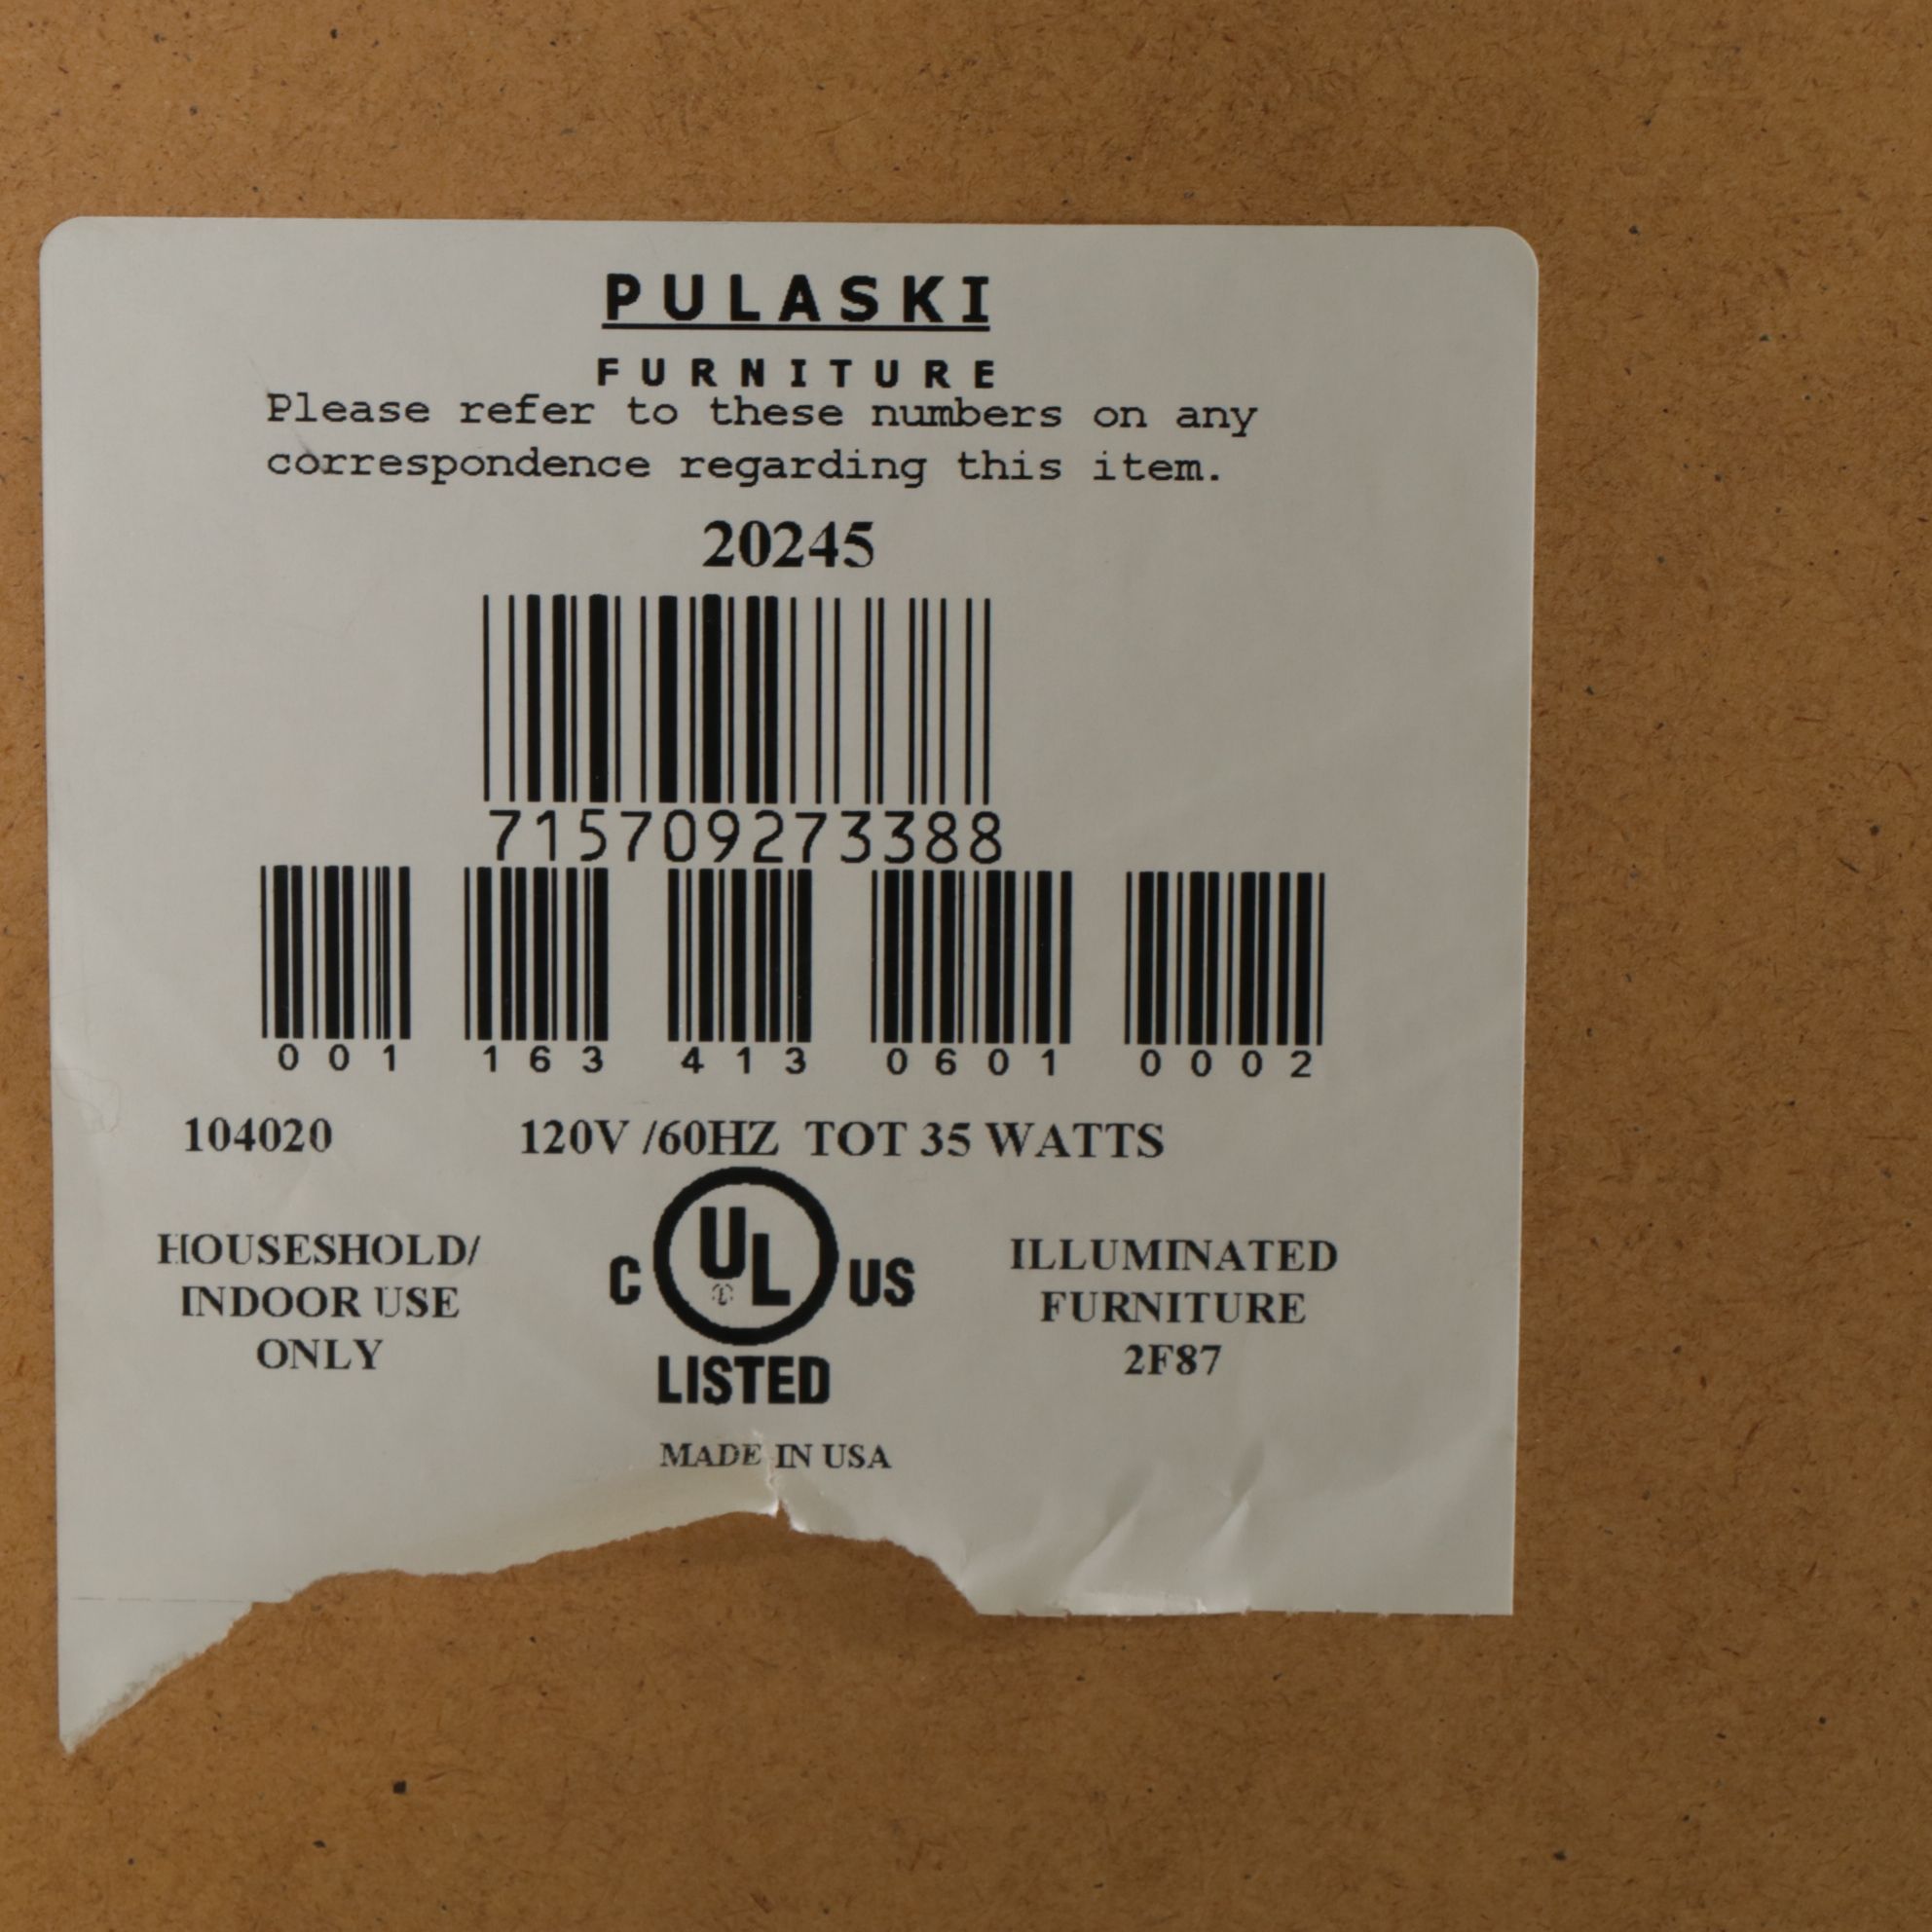 PULASKI
FURNITURE
Please refer to these numbers on any
correspondence regarding this item.
20245
715709273388
001 163 413 0601 0002
104020 120V /60HZ TOT 35 WATTS
HOUSESHOLD/
INDOOR USE
ONLY
C UL US
LISTED
ILLUMINATED
FURNITURE
2F87
MADE IN USA